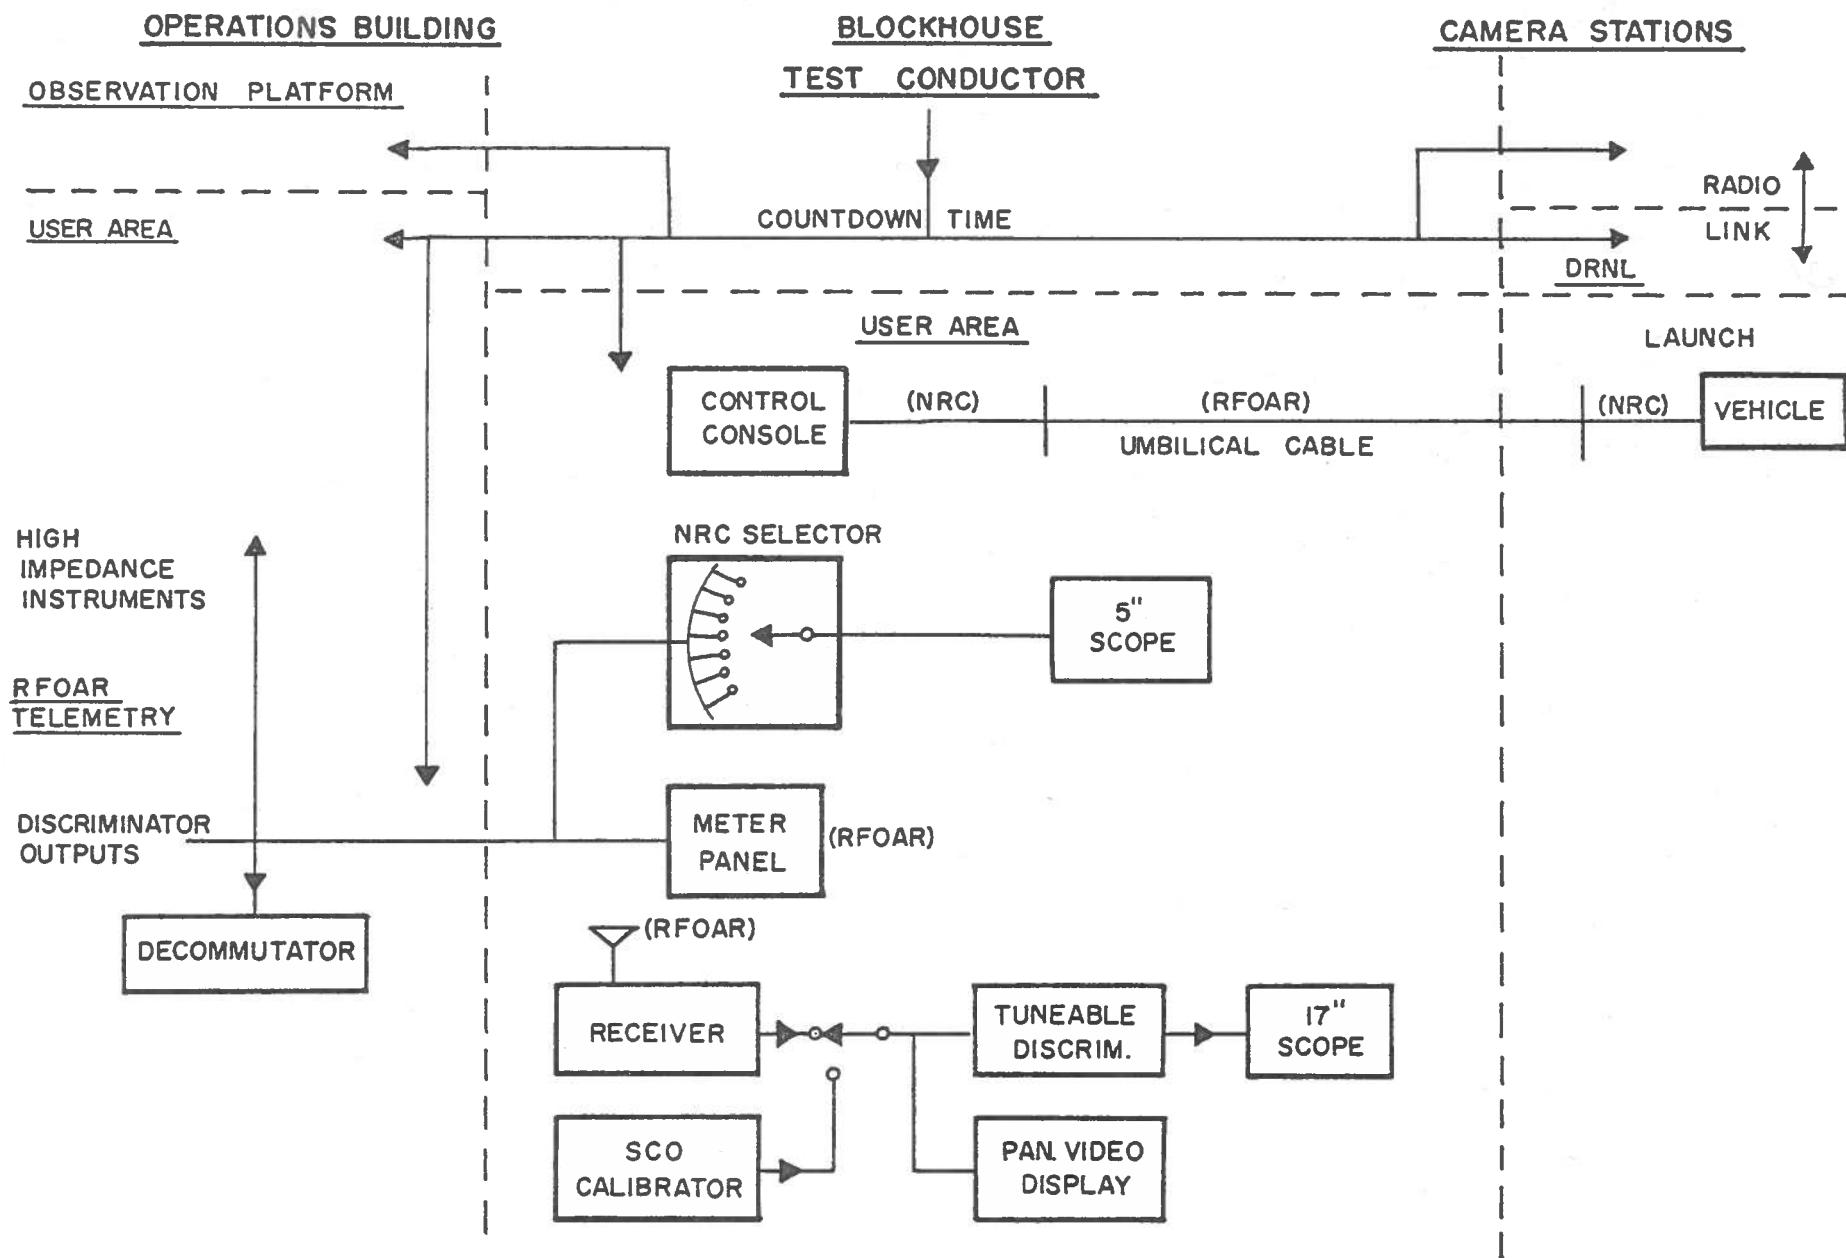 OPERATIONS BUILDING
BLOCKHOUSE
CAMERA STATIONS
OBSERVATION PLATFORM
TEST CONDUCTOR
USER AREA
COUNTDOWN TIME
RADIO
LINK
DRNL
USER AREA
LAUNCH
CONTROL
CONSOLE
(NRC)
(RFOAR)
UMBILICAL CABLE
(NRC)
VEHICLE
HIGH
IMPEDANCE
INSTRUMENTS
NRC SELECTOR
5"
SCOPE
RFOAR
TELEMETRY
DISCRIMINATOR
OUTPUTS
METER
PANEL
(RFOAR)
DECOMMUTATOR
(RFOAR)
RECEIVER
TUNEABLE
DISCRIM.
17"
SCOPE
SCO
CALIBRATOR
PAN. VIDEO
DISPLAY